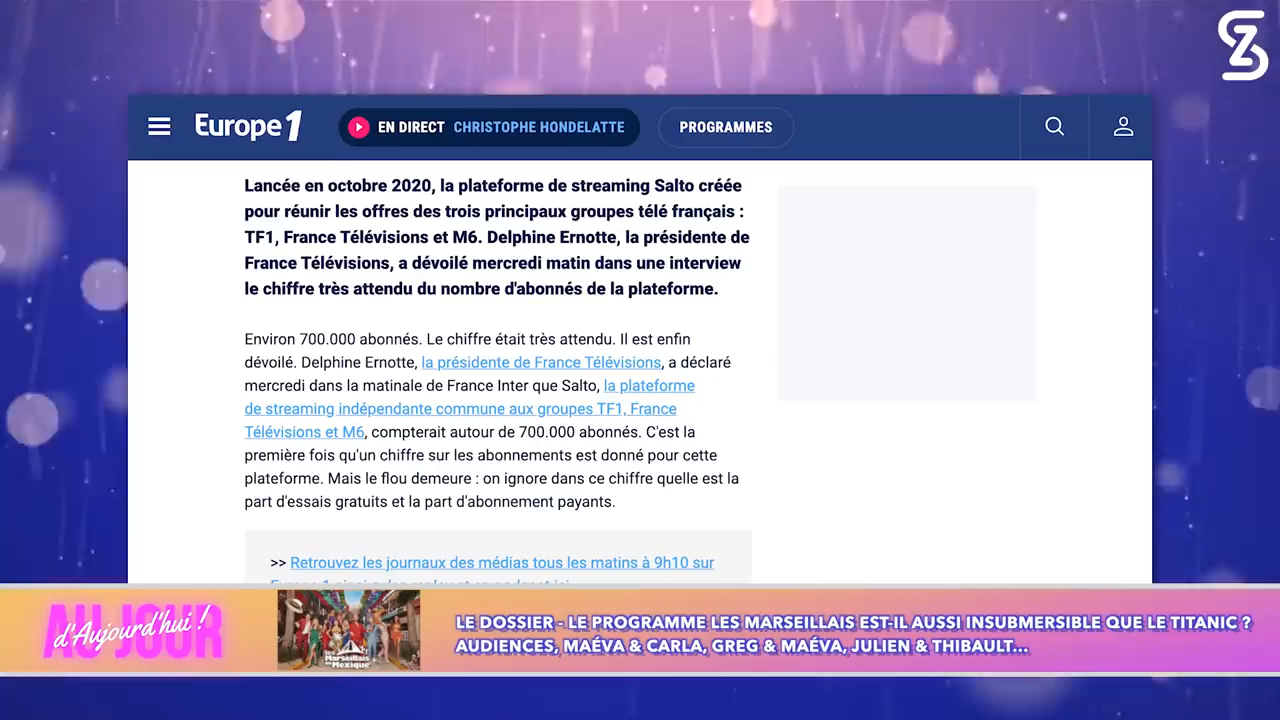 Europe 1
EN DIRECT CHRISTOPHE HONDELATTE
PROGRAMMES
Lancée en octobre 2020, la plateforme de streaming Salto créée
pour réunir les offres des trois principaux groupes télé français :
TF1, France Télévisions et M6. Delphine Ernotte, la présidente de
France Télévisions, a dévoilé mercredi matin dans une interview
le chiffre très attendu du nombre d'abonnés de la plateforme.
Environ 700.000 abonnés. Le chiffre était très attendu. Il est enfin
dévoilé. Delphine Ernotte, la présidente de France Télévisions, a déclaré
mercredi dans la matinale de France Inter que Salto, la plateforme
de streaming indépendante commune aux groupes TF1, France
Télévisions et M6, compterait autour de 700.000 abonnés. C'est la
première fois qu'un chiffre sur les abonnements est donné pour cette
plateforme. Mais le flou demeure : on ignore dans ce chiffre quelle est la
part d'essais gratuits et la part d'abonnement payants.
>> Retrouvez les journaux des médias tous les matins à 9h10 sur
AU JOUR
d'Aujourd'hui !
les Marseillais
au Mexique
LE DOSSIER - LE PROGRAMME LES MARSEILLAIS EST-IL AUSSI INSUBMERSIBLE QUE LE TITANIC ?
AUDIENCES, MAÉVA & CARLA, GREG & MAÉVA, JULIEN & THIBAULT...